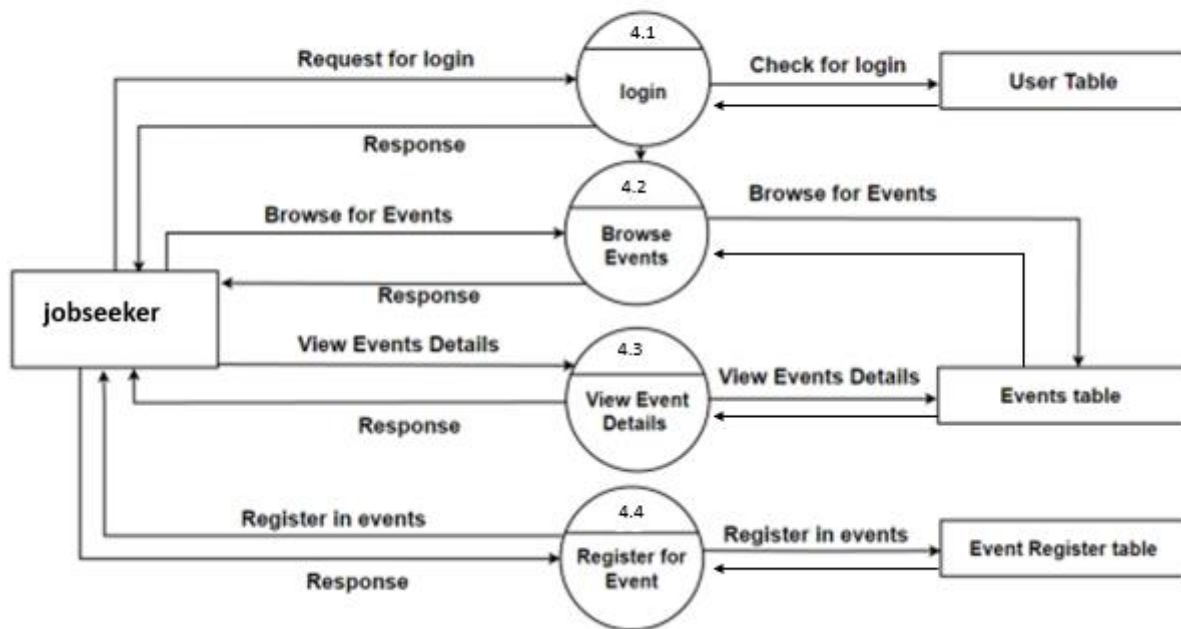 4.1
Request for login
login
Check for login
User Table
Response
4.2
Browse for Events
Browse for Events
Browse
Events
Response
jobseeker
4.3
View Events Details
View Events Details
View Event
Details
Events table
Response
4.4
Register in events
Register in events
Register for
Event
Event Register table
Response